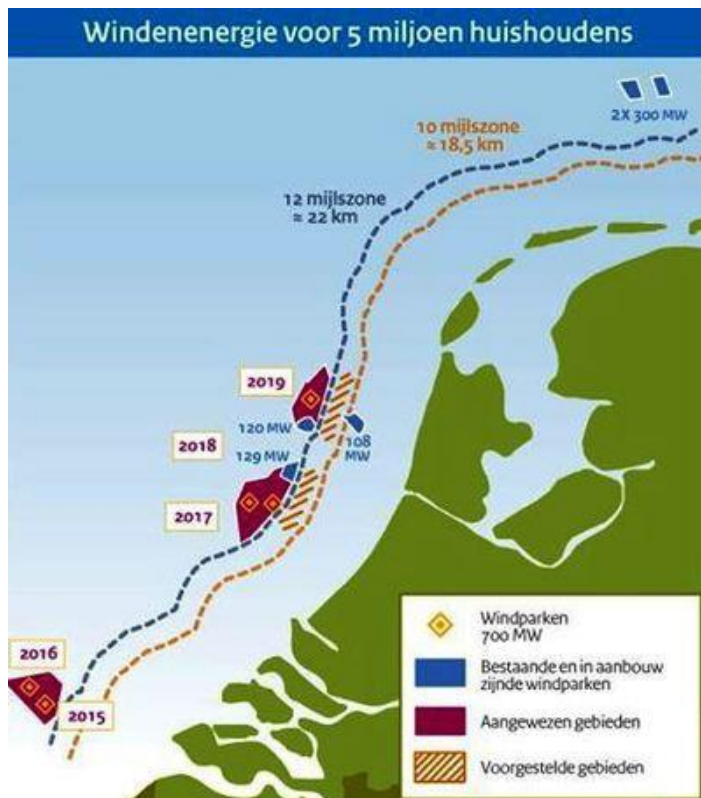 Windenenergie voor 5 miljoen huishoudens
2X 300 MW
10 mijlszone
≈ 18,5 km
12 mijlszone
≈ 22 km
2019
120 MW
108
MW
2018
129 MW
2017
2016
2015
Windparken
700 MW
Bestaande en in aanbouw
zijnde windparken
Aangewezen gebieden
Voorgestelde gebieden